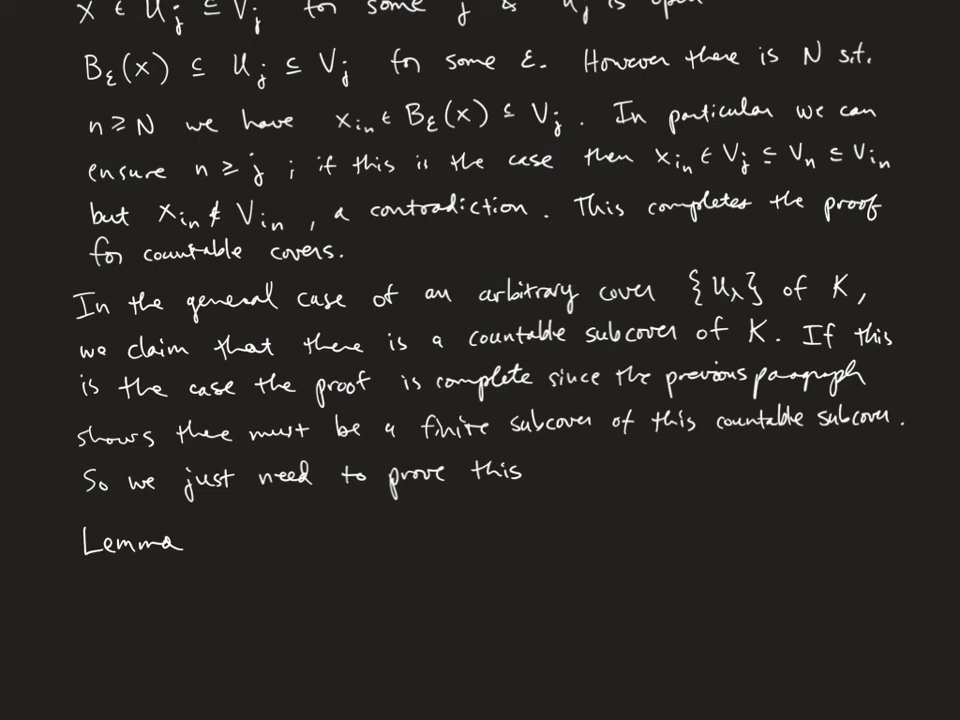 x ∈ U_j ⊆ V_j for some j & U_j is open
B_ε(x) ⊆ U_j ⊆ V_j for some ε. However there is N s.t.
n ≥ N we have x_{i_n} ∈ B_ε(x) ⊆ V_j. In particular we can
ensure n ≥ j ; if this is the case then x_{i_n} ∈ V_j ⊆ V_n ⊆ V_{i_n}
but x_{i_n} ∉ V_{i_n}, a contradiction. This completes the proof
for countable covers.
In the general case of an arbitrary cover {U_λ} of K,
we claim that there is a countable subcover of K. If this
is the case the proof is complete since the previous paragraph
shows there must be a finite subcover of this countable subcover.
So we just need to prove this
Lemma